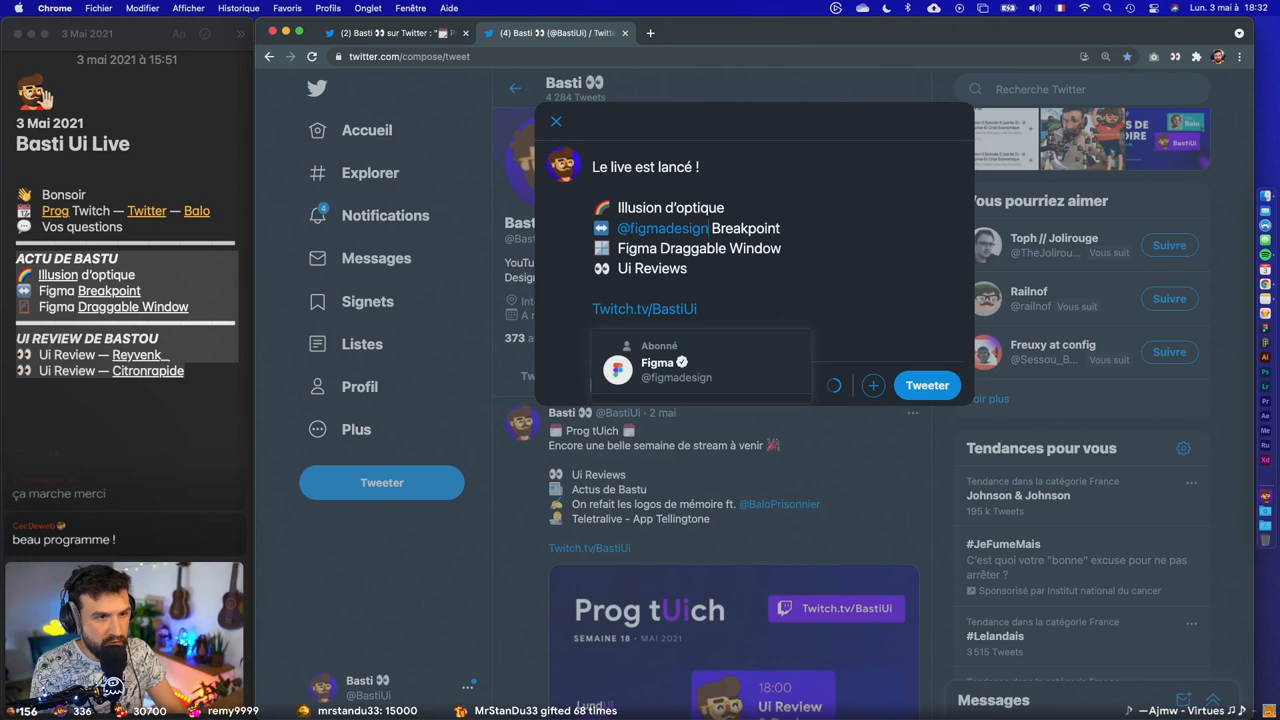 Chrome Fichier Modifier Afficher Historique Favoris Profils Onglet Fenêtre Aide
Lun. 3 mai à 18:32
3 Mai 2021
Aa
3 mai 2021 à 15:51
3 Mai 2021
Basti Ui Live
Bonsoir
Prog Twitch — Twitter — Balo
Vos questions
ACTU DE BASTU
Illusion d'optique
Figma Breakpoint
Figma Draggable Window
UI REVIEW DE BASTOU
Ui Review — Reyvenk_
Ui Review — Citronrapide
ça marche merci
CecDeweb
beau programme !
(2) Basti sur Twitter : "
(4) Basti (@BastiUi) / Twitte
twitter.com/compose/tweet
Accueil
Explorer
4
Notifications
Messages
Signets
Listes
Profil
Plus
Tweeter
Basti
@BastiUi
Basti
4 284 Tweets
Le live est lancé !
Illusion d'optique
@figmadesign Breakpoint
Figma Draggable Window
Ui Reviews
Twitch.tv/BastiUi
Abonné
Figma
@figmadesign
Tweeter
373
Basti @BastiUi · 2 mai
Prog tUich
Encore une belle semaine de stream à venir
Ui Reviews
Actus de Bastu
On refait les logos de mémoire ft. @BaloPrisonnier
Teletralive - App Tellingtone
Twitch.tv/BastiUi
Prog tUich
Twitch.tv/BastiUi
SEMAINE 18 · MAI 2021
18:00
Ui Review
Recherche Twitter
Balo
BastiUi
Vous pourriez aimer
Toph // Jolirouge
@TheJolirou... Vous suit
Suivre
Railnof
@railnof Vous suit
Suivre
Freuxy at config
@Sessou_B... Vous suit
Suivre
Voir plus
Tendances pour vous
Tendance dans la catégorie France
Johnson & Johnson
195 k Tweets
#JeFumeMais
C'est quoi votre "bonne" excuse pour ne pas
arrêter ?
Sponsorisé par Institut national du cancer
Tendance dans la catégorie France
#Lelandais
3 515 Tweets
Messages
156 336 30700 remy9999 mrstandu33: 15000 MrStanDu33 gifted 68 times
—Ajmw - Virtues